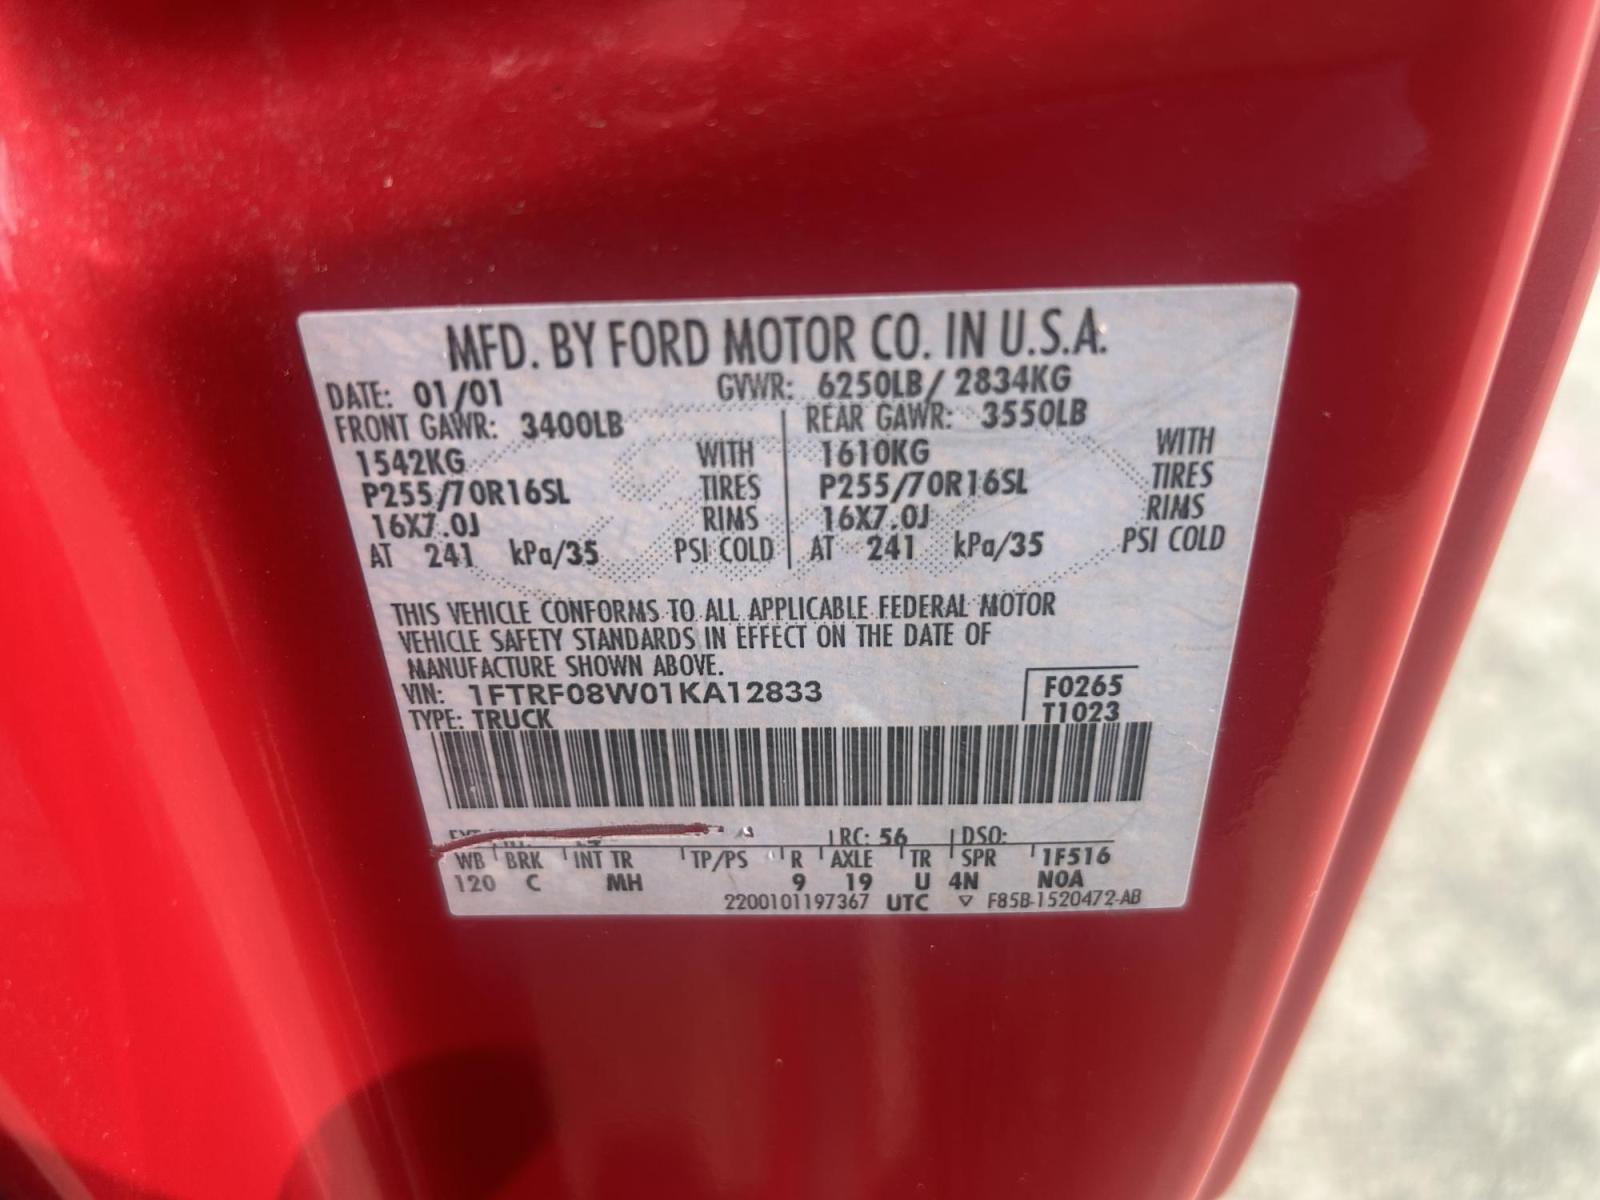 MFD. BY FORD MOTOR CO. IN U.S.A.
DATE: 01/01 GVWR: 6250LB/ 2834KG
FRONT GAWR: 3400LB REAR GAWR: 3550LB
1542KG WITH 1610KG WITH
P255/70R16SL TIRES P255/70R16SL TIRES
16X7.0J RIMS 16X7.0J RIMS
AT 241 kPa/35 PSI COLD AT 241 kPa/35 PSI COLD
THIS VEHICLE CONFORMS TO ALL APPLICABLE FEDERAL MOTOR
VEHICLE SAFETY STANDARDS IN EFFECT ON THE DATE OF
MANUFACTURE SHOWN ABOVE.
VIN: 1FTRF08W01KA12833 F0265
TYPE: TRUCK T1023
RC: 56 DSO:
WB BRK INT TR TP/PS R AXLE TR SPR 1F516
120 C MH 9 19 U 4N N0A
2200101197367 UTC ▽ F85B-1520472-AB